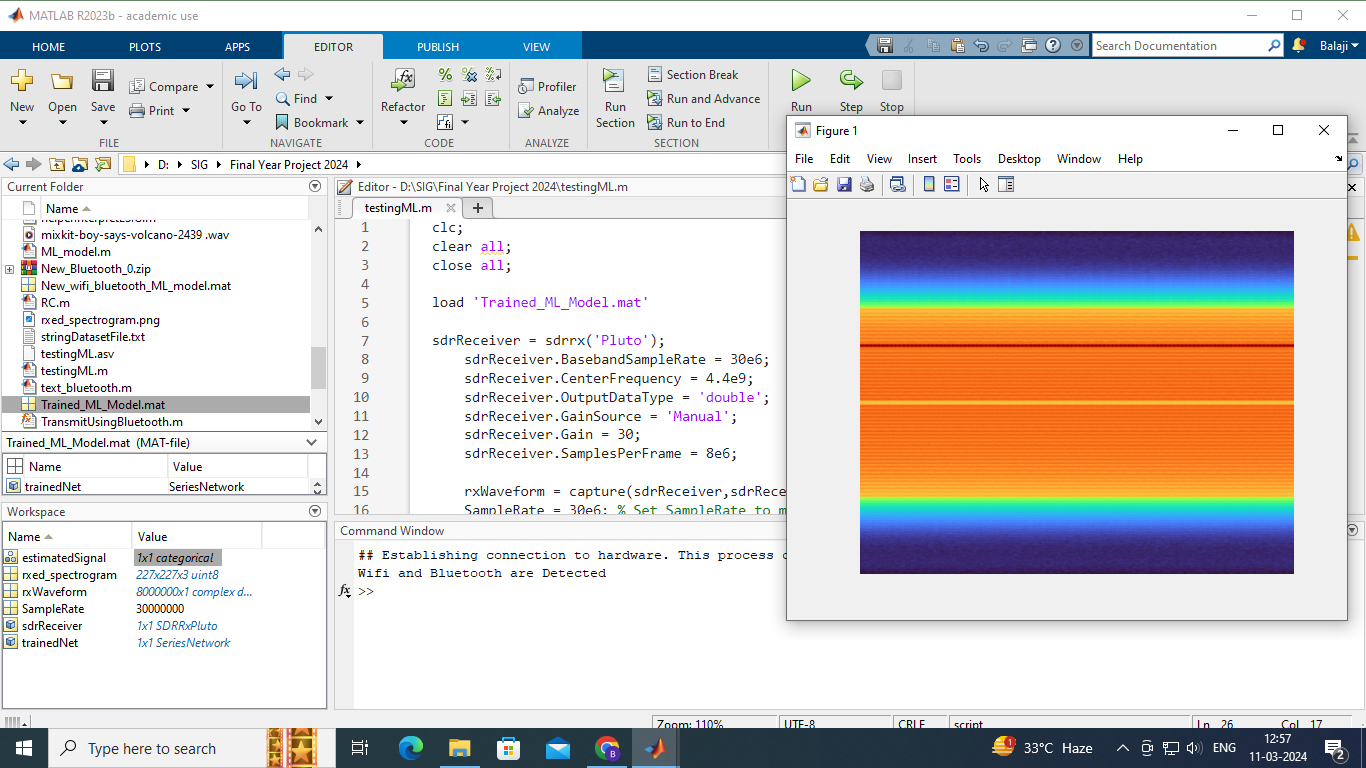 MATLAB R2023b - academic use
HOME PLOTS APPS EDITOR PUBLISH VIEW Search Documentation Balaji
New Open Save Compare Print Go To Find Bookmark Refactor Profiler Analyze Run Section Section Break Run and Advance Run to End Run Step Stop
FILE NAVIGATE CODE ANALYZE SECTION
D: SIG Final Year Project 2024
Current Folder
Name
mixkit-boy-says-volcano-2439 .wav
ML_model.m
New_Bluetooth_0.zip
New_wifi_bluetooth_ML_model.mat
RC.m
rxed_spectrogram.png
stringDatasetFile.txt
testingML.asv
testingML.m
text_bluetooth.m
Trained_ML_Model.mat
TransmitUsingBluetooth.m
Trained_ML_Model.mat (MAT-file)
Name Value
trainedNet SeriesNetwork
Workspace
Name Value
estimatedSignal 1x1 categorical
rxed_spectrogram 227x227x3 uint8
rxWaveform 8000000x1 complex d...
SampleRate 30000000
sdrReceiver 1x1 SDRRxPluto
trainedNet 1x1 SeriesNetwork
Editor - D:\SIG\Final Year Project 2024\testingML.m
testingML.m
1 clc;
2 clear all;
3 close all;
4
5 load 'Trained_ML_Model.mat'
6
7 sdrReceiver = sdrrx('Pluto');
8 sdrReceiver.BasebandSampleRate = 30e6;
9 sdrReceiver.CenterFrequency = 4.4e9;
10 sdrReceiver.OutputDataType = 'double';
11 sdrReceiver.GainSource = 'Manual';
12 sdrReceiver.Gain = 30;
13 sdrReceiver.SamplesPerFrame = 8e6;
14
15 rxWaveform = capture(sdrReceiver,sdrRece
16 SampleRate = 30e6; % Set SampleRate to m
Command Window
## Establishing connection to hardware. This process c
Wifi and Bluetooth are Detected
fx >>
Figure 1
File Edit View Insert Tools Desktop Window Help
Zoom: 110% UTF-8 CRLF script Ln 26 Col 17
Type here to search
1
B
33°C Haze
ENG
12:57
11-03-2024
2